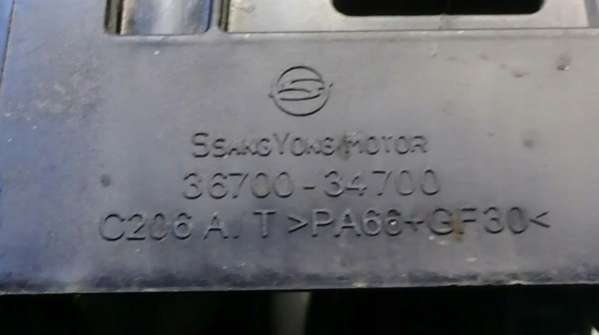 SSANGYONG MOTOR
36700-34700
C206 A/T >PA66+GF30<